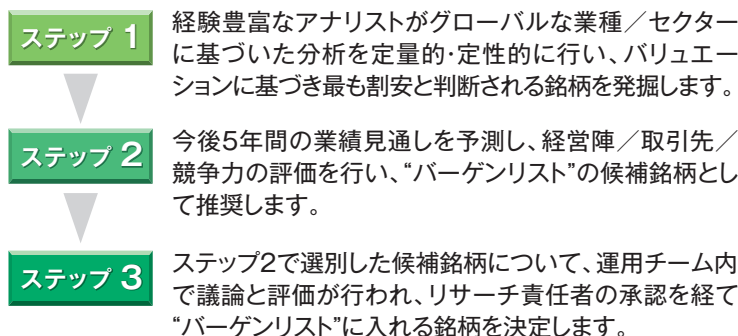 ステップ 1
経験豊富なアナリストがグローバルな業種／セクター
に基づいた分析を定量的・定性的に行い、バリュエー
ションに基づき最も割安と判断される銘柄を発掘します。
ステップ 2
今後5年間の業績見通しを予測し、経営陣／取引先／
競争力の評価を行い、“バーゲンリスト”の候補銘柄とし
て推奨します。
ステップ 3
ステップ2で選別した候補銘柄について、運用チーム内
で議論と評価が行われ、リサーチ責任者の承認を経て
“バーゲンリスト”に入れる銘柄を決定します。